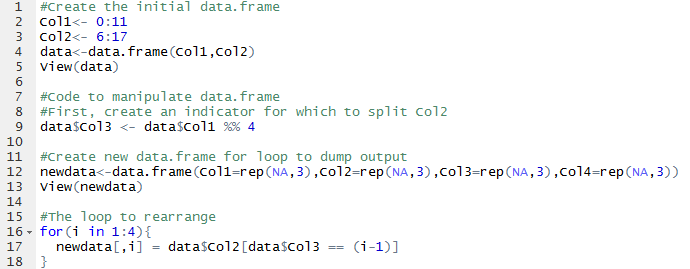 1 #Create the initial data.frame
2 Col1<- 0:11
3 Col2<- 6:17
4 data<-data.frame(Col1,Col2)
5 View(data)
6
7 #Code to manipulate data.frame
8 #First, create an indicator for which to split Col2
9 data$Col3 <- data$Col1 %% 4
10
11 #Create new data.frame for loop to dump output
12 newdata<-data.frame(Col1=rep(NA,3),Col2=rep(NA,3),Col3=rep(NA,3),Col4=rep(NA,3))
13 View(newdata)
14
15 #The loop to rearrange
16 for(i in 1:4){
17 newdata[,i] = data$Col2[data$Col3 == (i-1)]
18 }